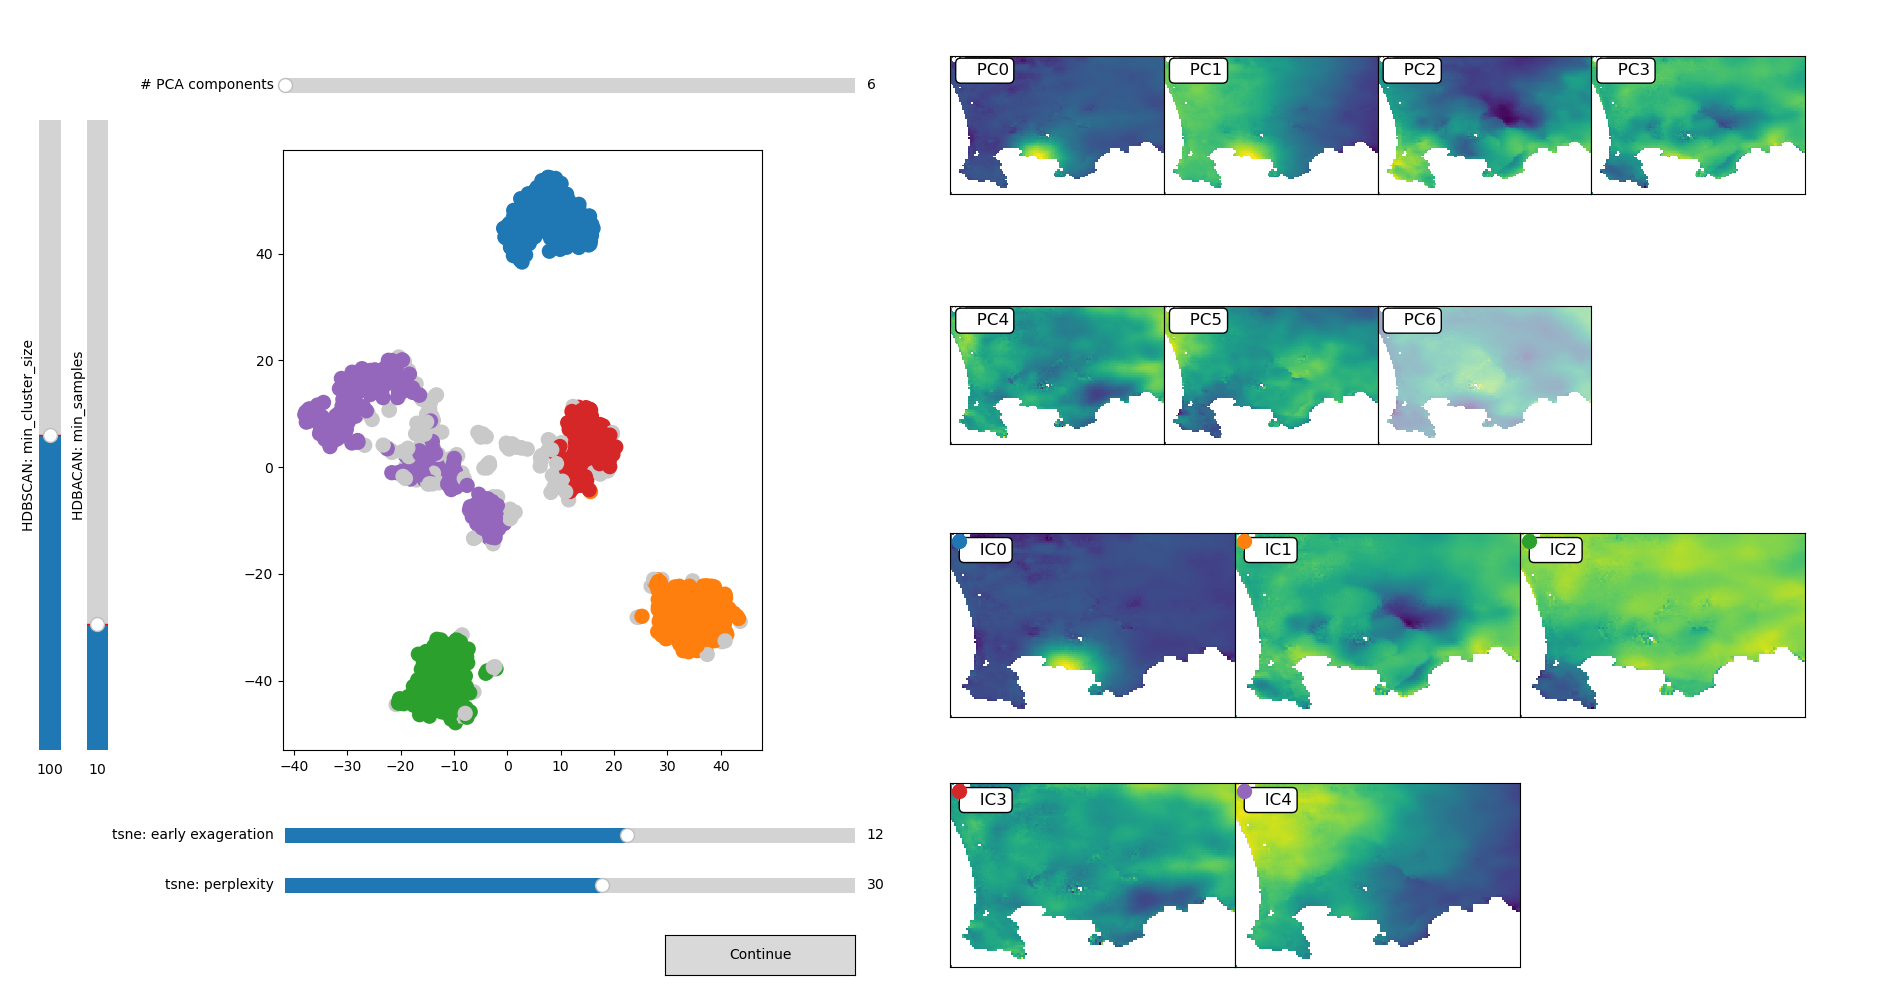 # PCA components 6
HDBSCAN: min_cluster_size
HDBACAN: min_samples
100 10
40
20
0
−20
−40
−40 −30 −20 −10 0 10 20 30 40
tsne: early exageration 12
tsne: perplexity 30
Continue
PC0 PC1 PC2 PC3
PC4 PC5 PC6
IC0 IC1 IC2
IC3 IC4